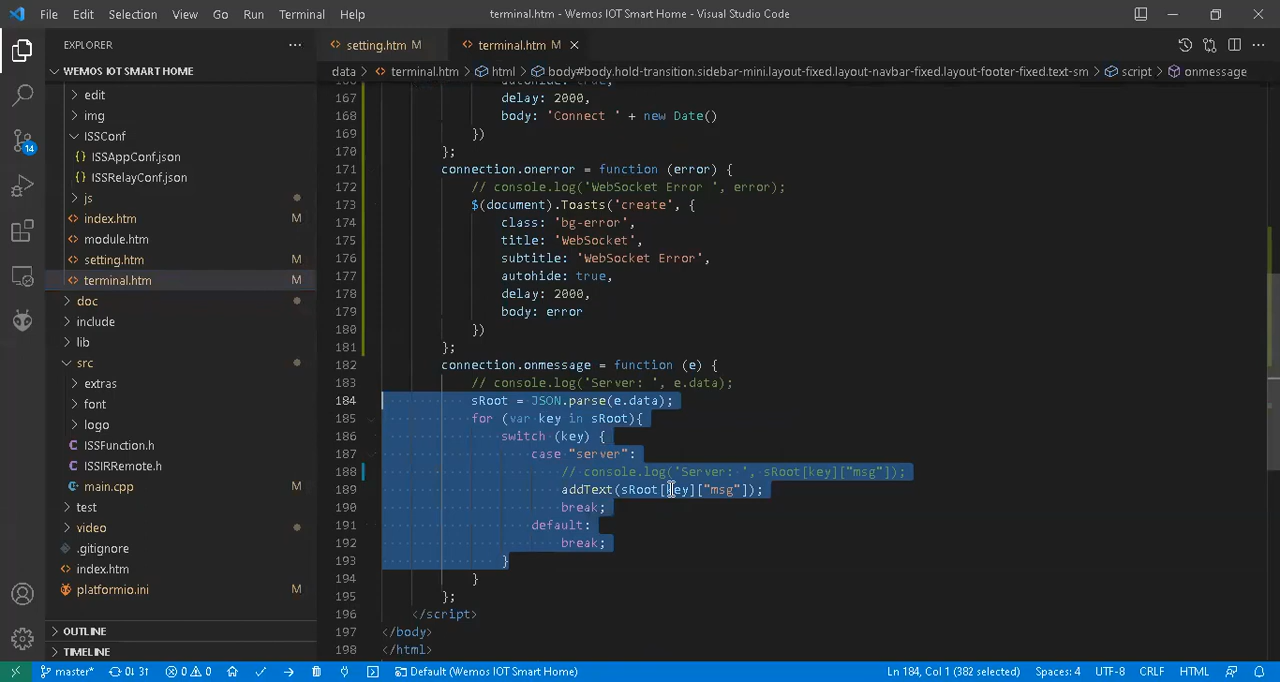 File Edit Selection View Go Run Terminal Help terminal.htm - Wemos IOT Smart Home - Visual Studio Code
EXPLORER
WEMOS IOT SMART HOME
edit
img
ISSConf
{} ISSAppConf.json
{} ISSRelayConf.json
js
<> index.htm M
<> module.htm
<> setting.htm M
<> terminal.htm M
doc
include
lib
src
extras
font
logo
C ISSFunction.h
C ISSIRRemote.h
main.cpp M
test
video
.gitignore
<> index.htm
platformio.ini M
OUTLINE
TIMELINE
14
<> setting.htm M <> terminal.htm M
data > <> terminal.htm > html > body#body.hold-transition.sidebar-mini.layout-fixed.layout-navbar-fixed.layout-footer-fixed.text-sm > script > onmessage
166 autohide: true,
167 delay: 2000,
168 body: 'Connect ' + new Date()
169 })
170 };
171 connection.onerror = function (error) {
172 // console.log('WebSocket Error ', error);
173 $(document).Toasts('create', {
174 class: 'bg-error',
175 title: 'WebSocket',
176 subtitle: 'WebSocket Error',
177 autohide: true,
178 delay: 2000,
179 body: error
180 })
181 };
182 connection.onmessage = function (e) {
183 // console.log('Server: ', e.data);
184 sRoot = JSON.parse(e.data);
185 for (var key in sRoot){
186 switch (key) {
187 case "server":
188 // console.log('Server: ', sRoot[key]["msg"]);
189 addText(sRoot[key]["msg"]);
190 break;
191 default:
192 break;
193 }
194 }
195 };
196 </script>
197 </body>
198 </html>
master* 0↓ 3↑ 0 0 Default (Wemos IOT Smart Home) Ln 184, Col 1 (382 selected) Spaces: 4 UTF-8 CRLF HTML